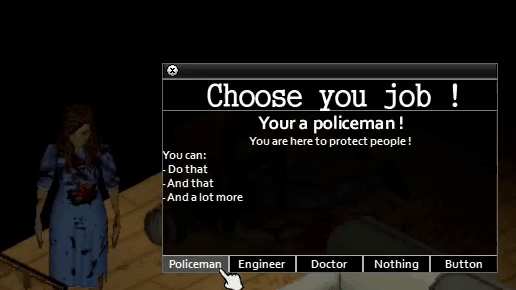 Choose you job !
Your a policeman !
You are here to protect people !
You can:
- Do that
- And that
- And a lot more
Policeman Engineer Doctor Nothing Button